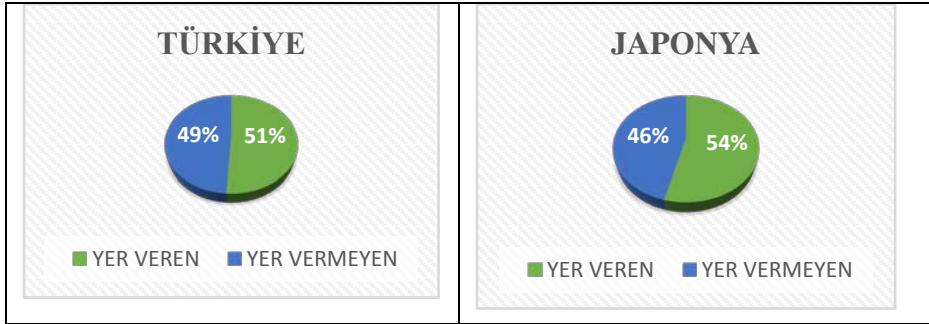 TÜRKİYE
49% 51%
YER VEREN YER VERMEYEN
JAPONYA
46% 54%
YER VEREN YER VERMEYEN